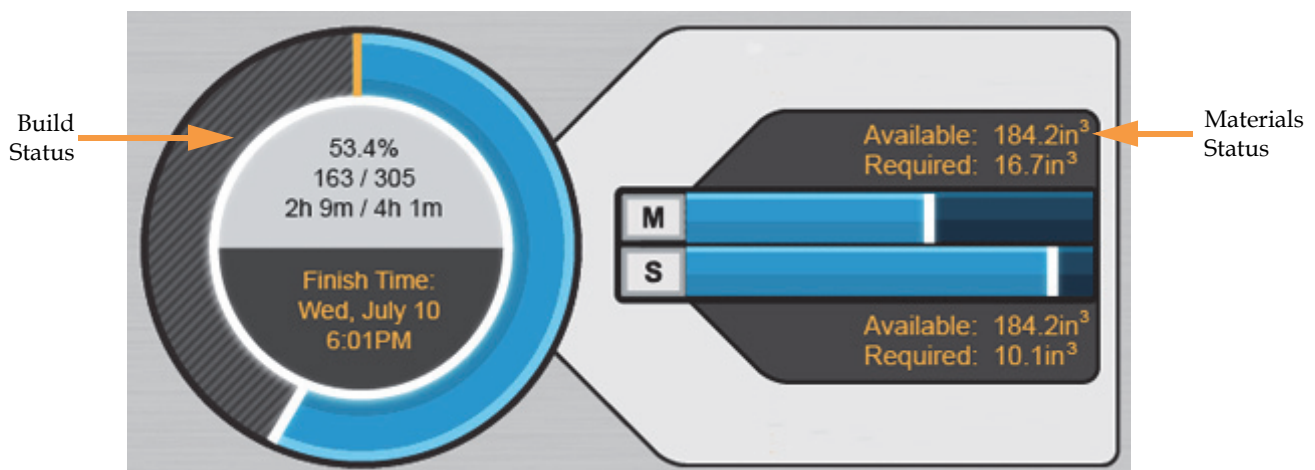 Build
Status
53.4%
163 / 305
2h 9m / 4h 1m
Finish Time:
Wed, July 10
6:01PM
Available: 184.2in³
Required: 16.7in³
M
S
Available: 184.2in³
Required: 10.1in³
Materials
Status